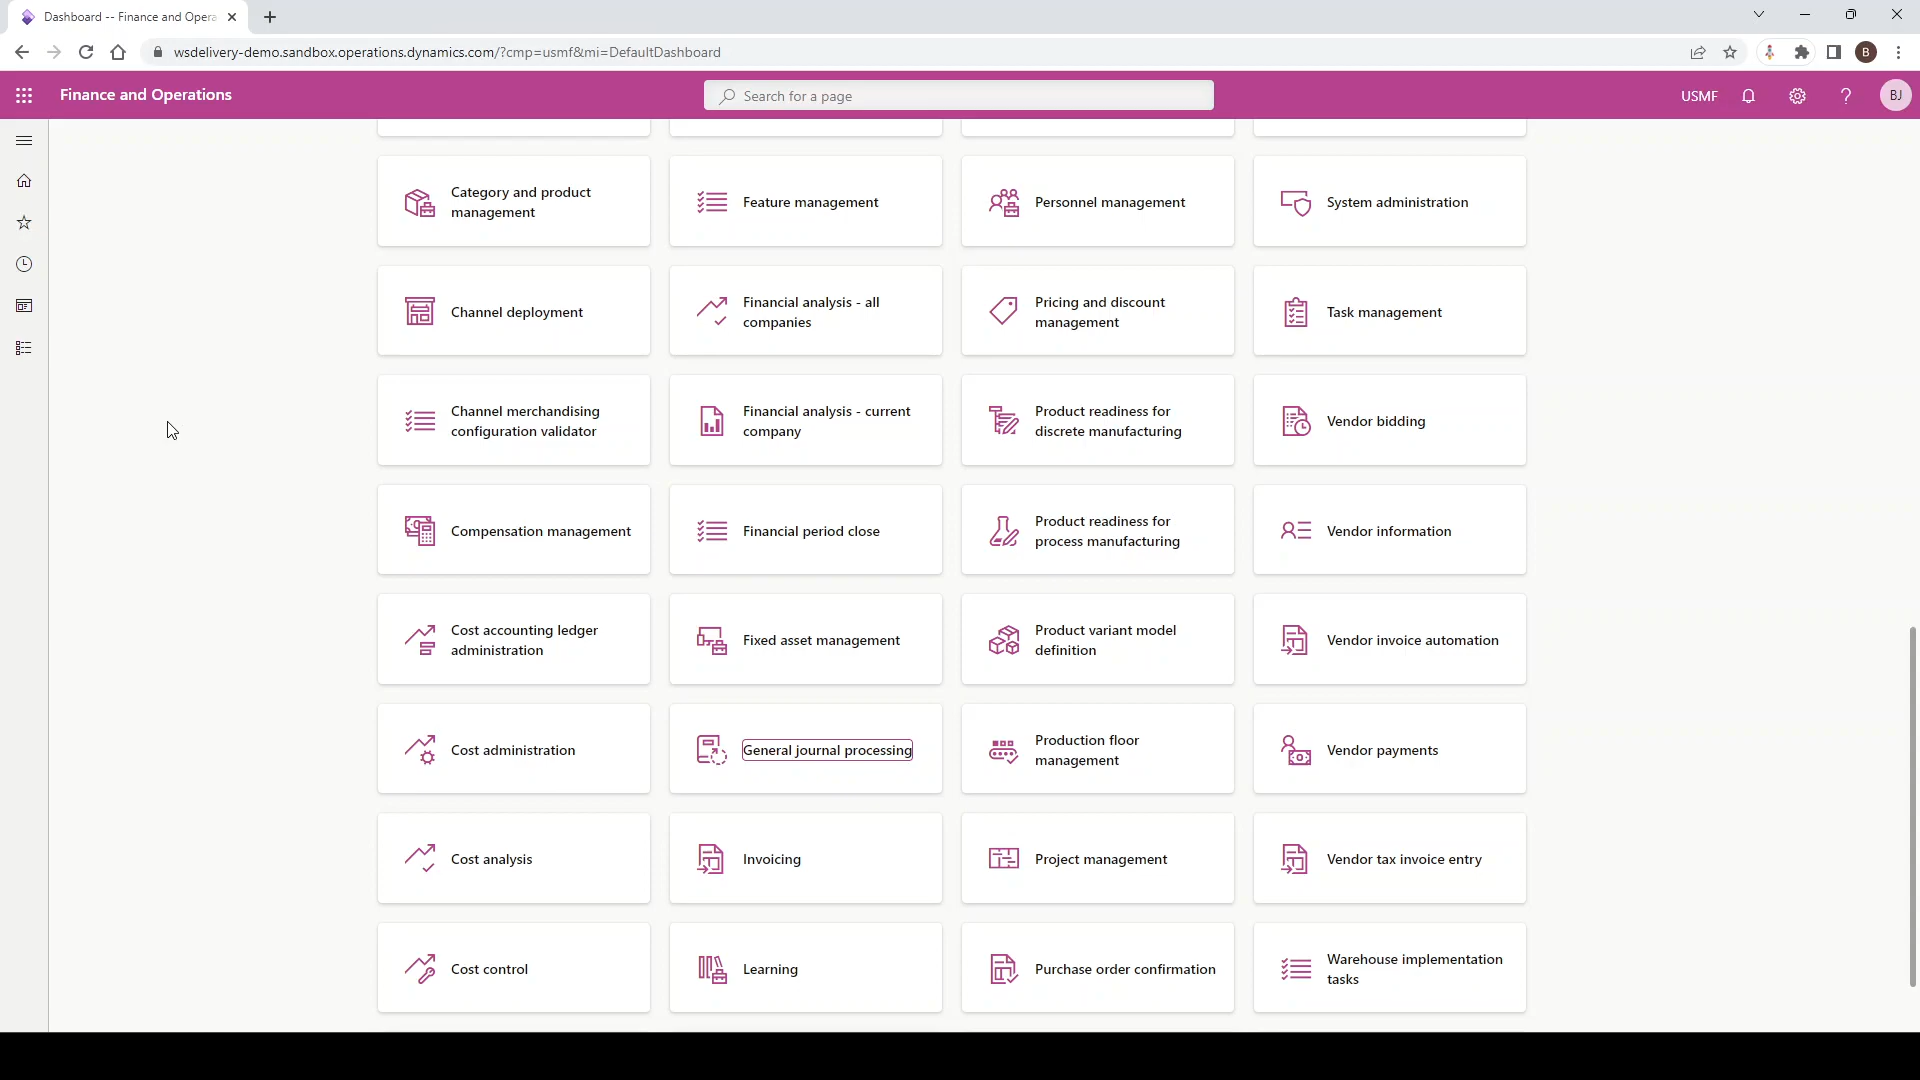 Dashboard -- Finance and Opera
wsdelivery-demo.sandbox.operations.dynamics.com/?cmp=usmf&mi=DefaultDashboard
B
Finance and Operations
Search for a page
USMF
?
BJ
Category and product
management
Feature management
Personnel management
System administration
Channel deployment
Financial analysis - all
companies
Pricing and discount
management
Task management
Channel merchandising
configuration validator
Financial analysis - current
company
Product readiness for
discrete manufacturing
Vendor bidding
Compensation management
Financial period close
Product readiness for
process manufacturing
Vendor information
Cost accounting ledger
administration
Fixed asset management
Product variant model
definition
Vendor invoice automation
Cost administration
General journal processing
Production floor
management
Vendor payments
Cost analysis
Invoicing
Project management
Vendor tax invoice entry
Cost control
Learning
Purchase order confirmation
Warehouse implementation
tasks